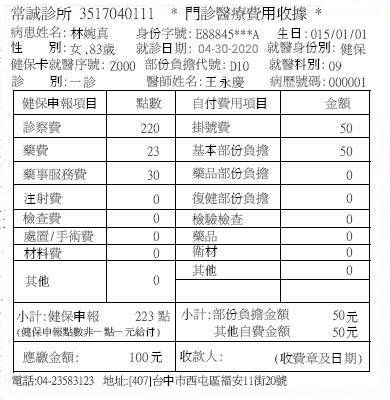 常誠診所 3517040111 * 門診醫療費用收據 *
病患姓名: 林婉真 身份字號: E88845***A 生日: 015/01/01
性 別: 女 ,83歲 就診日期: 04-30-2020 就醫身份別: 健保
健保卡就醫序號: Z000 部份負擔代號: D10 就醫科別: 09
診 別: 一診 醫師姓名: 王永慶 病歷號碼: 000001
健保申報項目 點數 自付費用項目 金額
診察費 220 掛號費 50
藥費 23 基本部份負擔 50
藥事服務費 30 藥品部份負擔 0
注射費 0 復健部份負擔 0
檢查費 0 檢驗檢查 0
處置/手術費 0 藥品 0
材料費 0 衛材 0
其他 0 其他 0
小計:健保申報 223 點 小計:部份負擔金額 50元
(健保申報點數非一點一元給付) 其他自費金額 50元
應繳金額: 100元 收款人: (收費章及日期)
電話:04-23583123 地址:[407]台中市西屯區福安11街20號